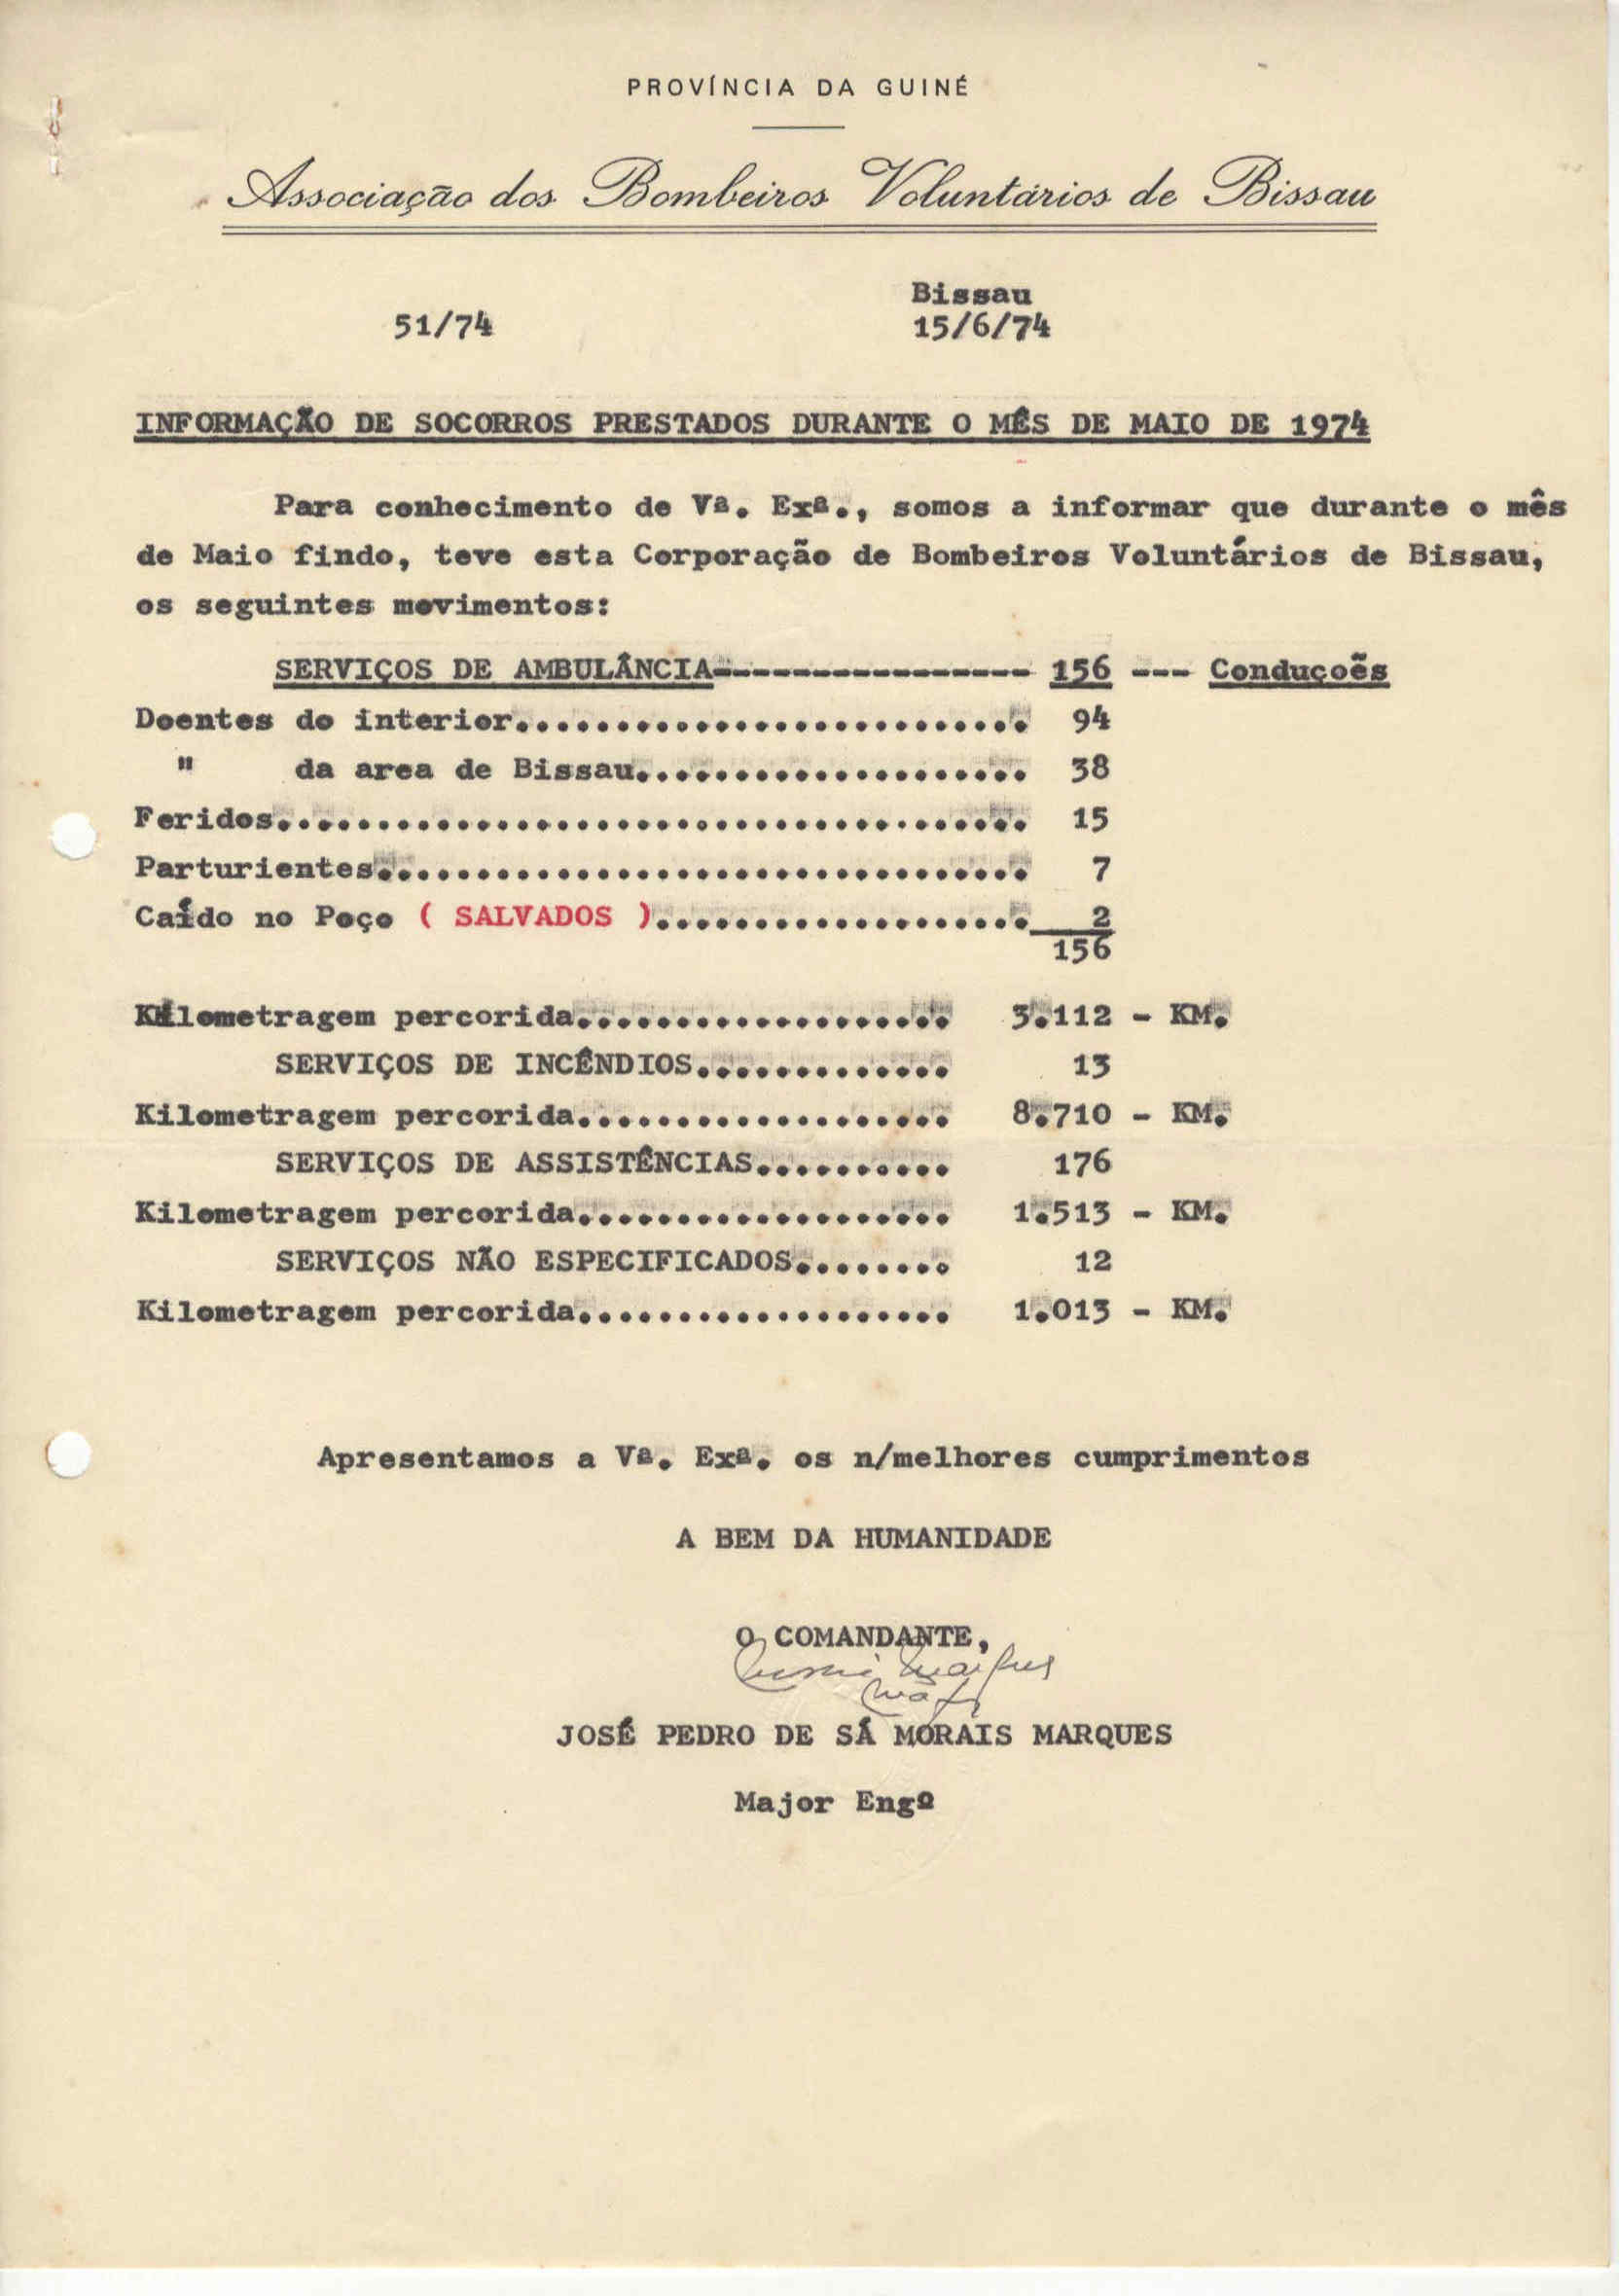 PROVÍNCIA DA GUINÉ
Associação dos Bombeiros Voluntários de Bissau
Bissau
51/74 15/6/74
INFORMAÇÃO DE SOCORROS PRESTADOS DURANTE O MÊS DE MAIO DE 1974
Para conhecimento de Vª. Exª., somos a informar que durante o mês
de Maio findo, teve esta Corporação de Bombeiros Voluntários de Bissau,
os seguintes movimentos:
SERVIÇOS DE AMBULÂNCIA---------------- 156 --- Conduçoẽs
Doentes do interior.......................... 94
" da area de Bissau.................... 38
Feridos...................................... 15
Parturientes................................. 7
Caído no Poço ( SALVADOS )................... 2
156
Kilometragem percorida................... 3.112 - KM.
SERVIÇOS DE INCÊNDIOS............. 13
Kilometragem percorida................... 8.710 - KM.
SERVIÇOS DE ASSISTÊNCIAS.......... 176
Kilometragem percorida................... 1.513 - KM.
SERVIÇOS NÃO ESPECIFICADOS........ 12
Kilometragem percorida................... 1.013 - KM.
Apresentamos a Vª. Exª. os n/melhores cumprimentos
A BEM DA HUMANIDADE
O COMANDANTE,
JOSÉ PEDRO DE SÁ MORAIS MARQUES
Major Engº